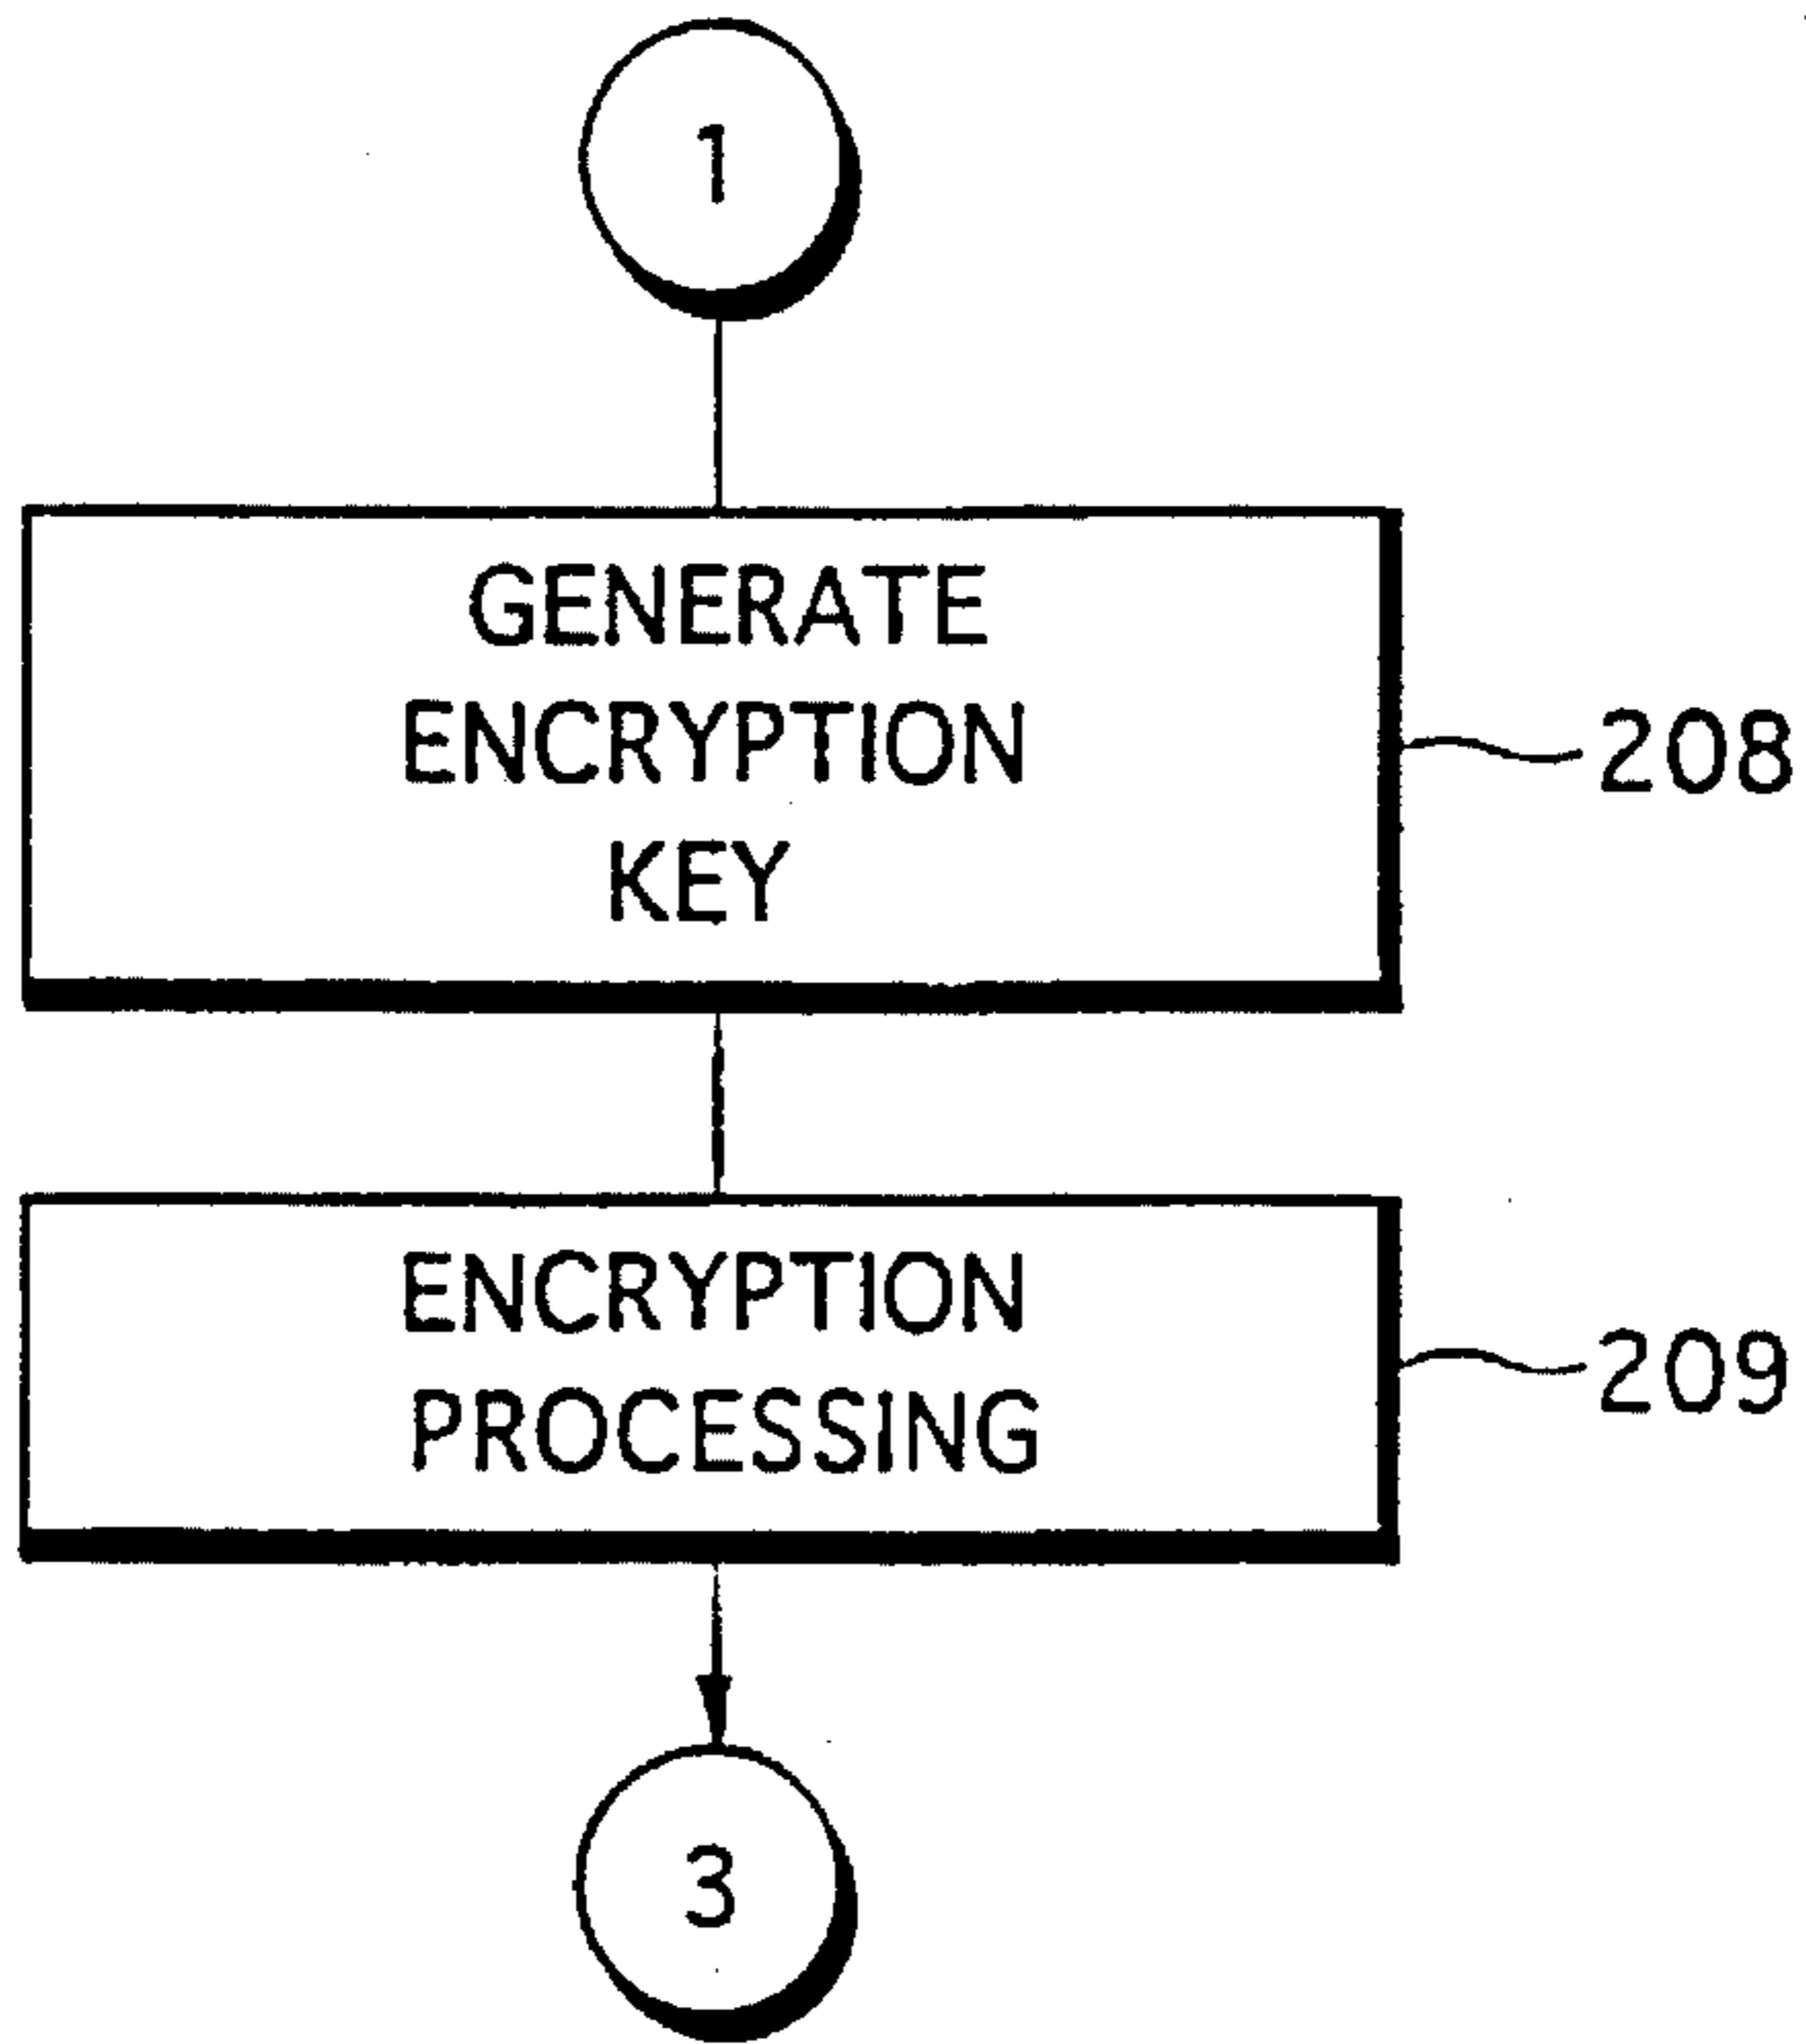 1
GENERATE
ENCRYPTION
KEY
208
ENCRYPTION
PROCESSING
209
3